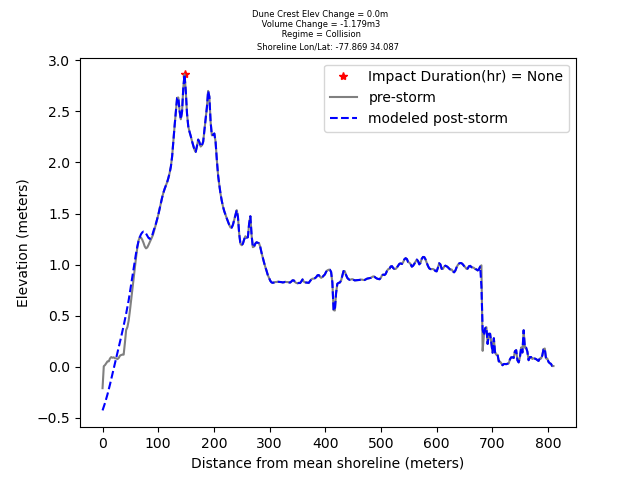 Dune Crest Elev Change = 0.0m
Volume Change = -1.179m3
Regime = Collision
Shoreline Lon/Lat: -77.869 34.087
Impact Duration(hr) = None
pre-storm
modeled post-storm
3.0
2.5
2.0
1.5
1.0
0.5
0.0
−0.5
Elevation (meters)
0 100 200 300 400 500 600 700 800
Distance from mean shoreline (meters)